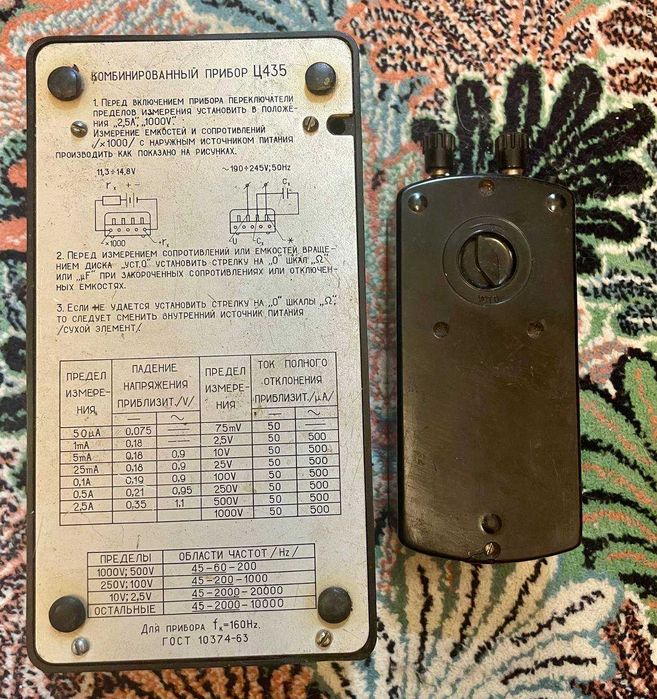 КОМБИНИРОВАННЫЙ ПРИБОР Ц435
1. ПЕРЕД ВКЛЮЧЕНИЕМ ПРИБОРА ПЕРЕКЛЮЧАТЕЛИ
ПРЕДЕЛОВ ИЗМЕРЕНИЯ УСТАНОВИТЬ В ПОЛОЖЕ-
НИЯ "2,5А", "1000V".
ИЗМЕРЕНИЕ ЕМКОСТЕЙ И СОПРОТИВЛЕНИЙ
/×1000/ С НАРУЖНЫМ ИСТОЧНИКОМ ПИТАНИЯ
ПРОИЗВОДИТЬ КАК ПОКАЗАНО НА РИСУНКАХ.
11,3÷14,8V ~190÷245V; 50Hz
rₓ + − Cₓ
×1000 -rₓ ~U Cₓ *
2. ПЕРЕД ИЗМЕРЕНИЕМ СОПРОТИВЛЕНИЙ ИЛИ ЕМКОСТЕЙ ВРАЩЕ-
НИЕМ ДИСКА "УСТ.0" УСТАНОВИТЬ СТРЕЛКУ НА "0" ШКАЛ "Ω"
ИЛИ "μF" ПРИ ЗАКОРОЧЕННЫХ СОПРОТИВЛЕНИЯХ ИЛИ ОТКЛЮЧЕН-
НЫХ ЕМКОСТЯХ.
3. ЕСЛИ НЕ УДАЕТСЯ УСТАНОВИТЬ СТРЕЛКУ НА "0" ШКАЛЫ "Ω",
ТО СЛЕДУЕТ СМЕНИТЬ ВНУТРЕННИЙ ИСТОЧНИК ПИТАНИЯ
/СУХОЙ ЭЛЕМЕНТ/.
ПРЕДЕЛ ИЗМЕРЕ-НИЯ ПАДЕНИЕ НАПРЯЖЕНИЯ ПРИБЛИЗИТ./V/ ПРЕДЕЛ ИЗМЕРЕ-НИЯ ТОК ПОЛНОГО ОТКЛОНЕНИЯ ПРИБЛИЗИТ./μA/
— ~ — ~
50μA 0,075 — 75mV 50 —
1mA 0,18 — 2,5V 50 500
5mA 0,18 0,9 10V 50 500
25mA 0,18 0,9 25V 50 500
0,1A 0,19 0,9 100V 50 500
0,5A 0,21 0,95 250V 50 500
2,5A 0,35 1,1 500V 50 500
1000V 50 500
ПРЕДЕЛЫ ОБЛАСТИ ЧАСТОТ /Hz/
1000V; 500V 45-60-200
250V; 100V 45-200-1000
10V; 2,5V 45-2000-20000
ОСТАЛЬНЫЕ 45-2000-10000
ДЛЯ ПРИБОРА fₓ=160Hz.
ГОСТ 10374-63